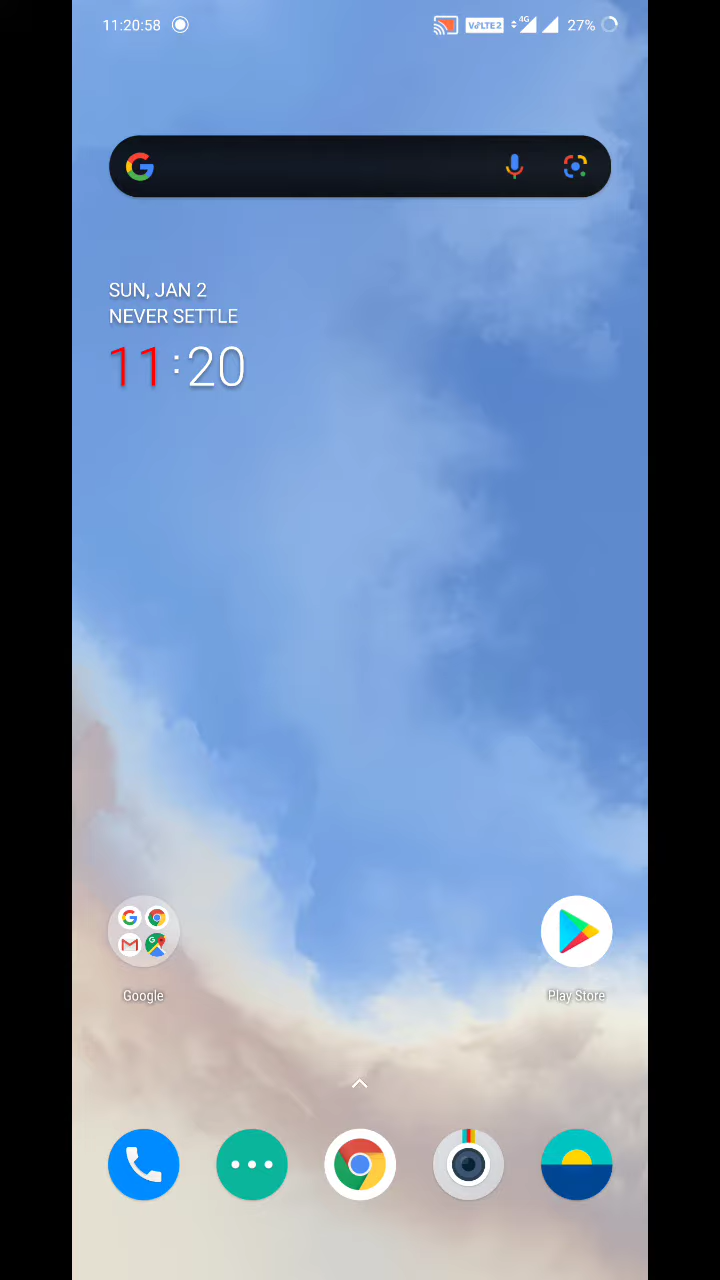 11:20:58
VoLTE 2 4G 27%
SUN, JAN 2
NEVER SETTLE
11:20
Google
Play Store